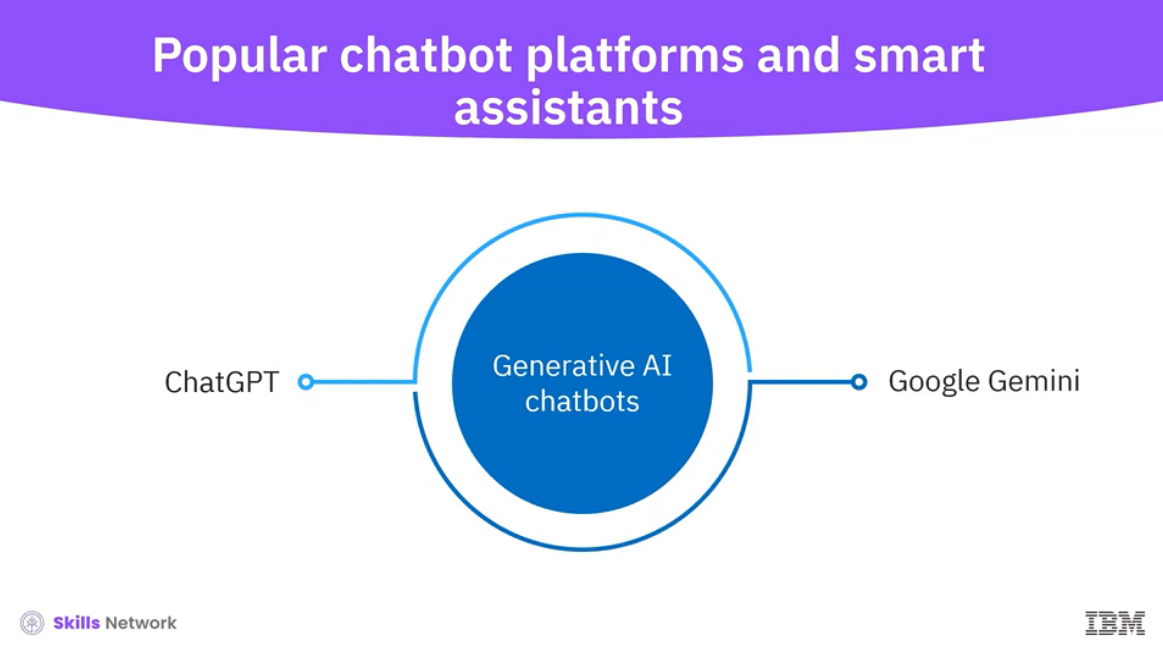 Popular chatbot platforms and smart
assistants
ChatGPT
Generative AI
chatbots
Google Gemini
Skills Network
IBM